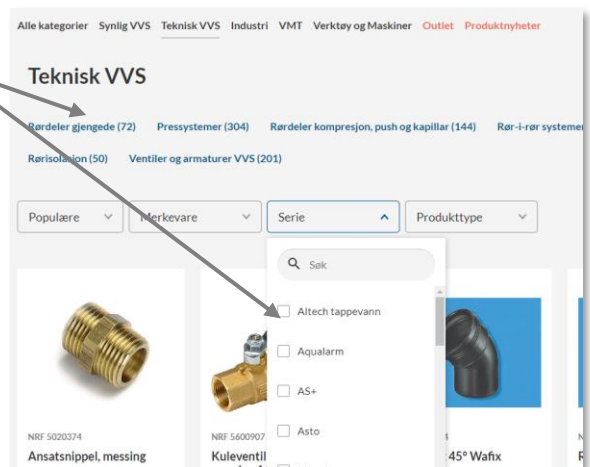 Alle kategorier Synlig VVS Teknisk VVS Industri VMT Verktøy og Maskiner Outlet Produktnyheter
Teknisk VVS
Rørdeler gjengede (72) Pressystemer (304) Rørdeler kompresjon, push og kapillar (144) Rør-i-rør systemer
Rørisolasjon (50) Ventiler og armaturer VVS (201)
Populære Merkevare Serie Produkttype
Søk
Altech tappevann
Aqualarm
AS+
Asto
NRF 5020374 NRF 5600907
Ansatsnippel, messing Kuleventil 45° Wafix